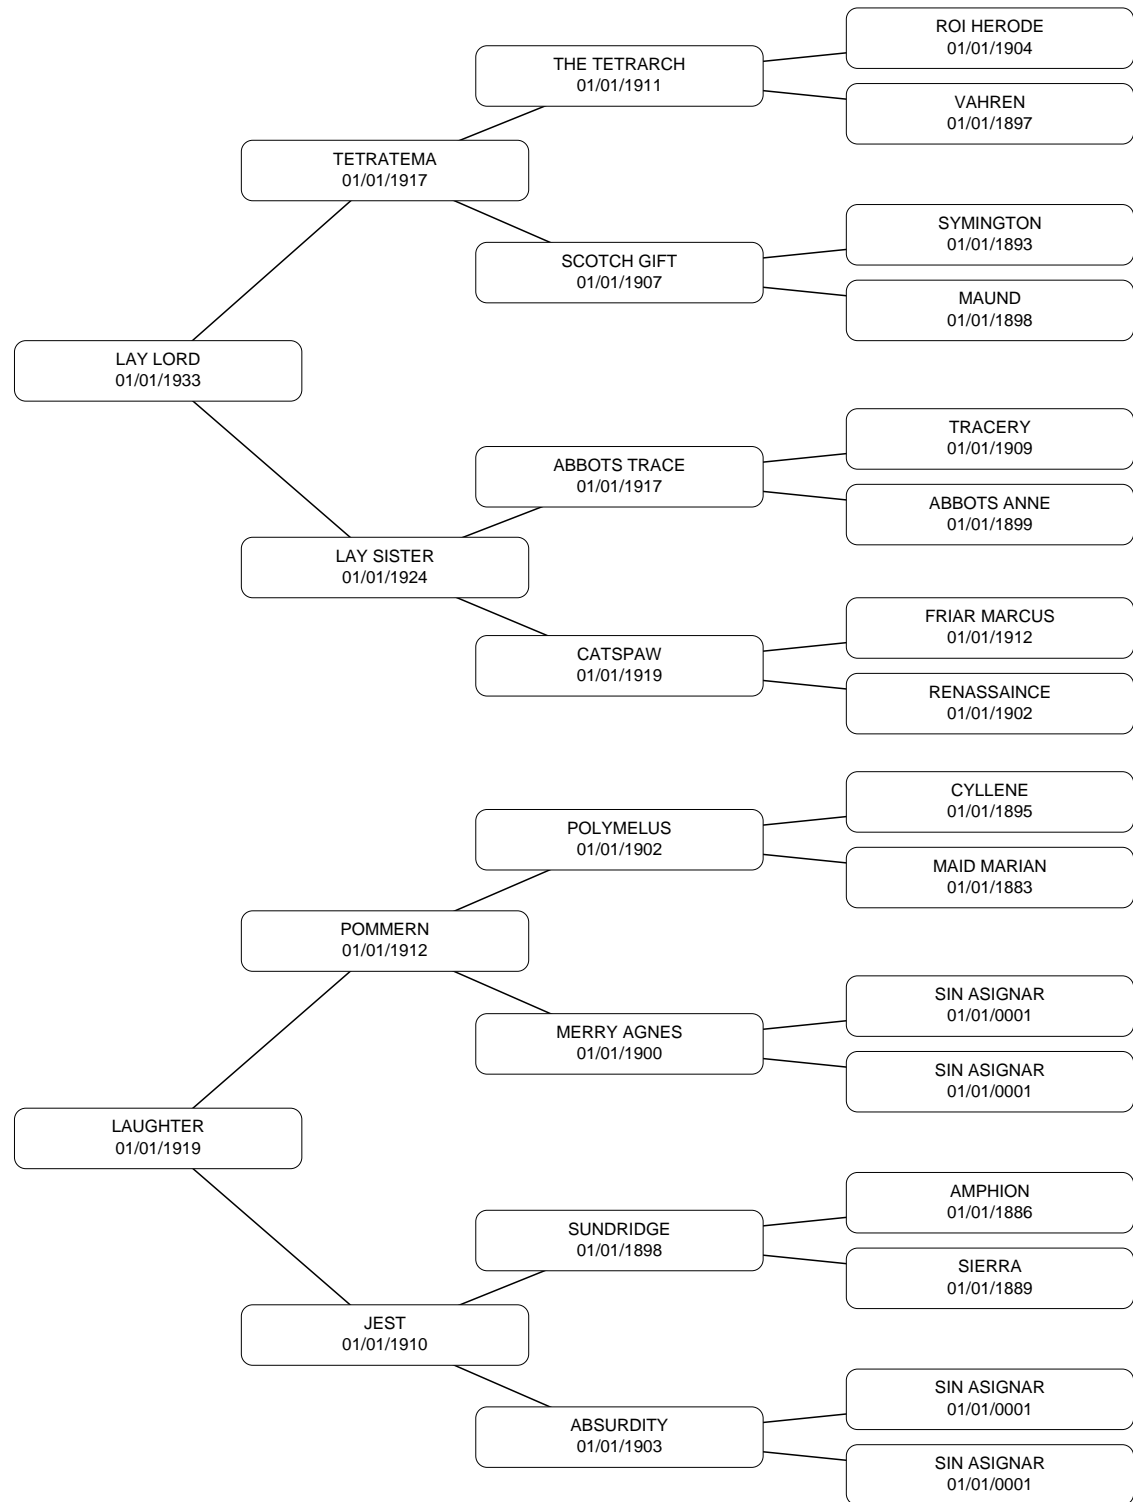 ROI HERODE
01/01/1904
THE TETRARCH
01/01/1911
VAHREN
01/01/1897
TETRATEMA
01/01/1917
SYMINGTON
01/01/1893
SCOTCH GIFT
01/01/1907
MAUND
01/01/1898
LAY LORD
01/01/1933
TRACERY
01/01/1909
ABBOTS TRACE
01/01/1917
ABBOTS ANNE
01/01/1899
LAY SISTER
01/01/1924
FRIAR MARCUS
01/01/1912
CATSPAW
01/01/1919
RENASSAINCE
01/01/1902
CYLLENE
01/01/1895
POLYMELUS
01/01/1902
MAID MARIAN
01/01/1883
POMMERN
01/01/1912
SIN ASIGNAR
01/01/0001
MERRY AGNES
01/01/1900
SIN ASIGNAR
01/01/0001
LAUGHTER
01/01/1919
AMPHION
01/01/1886
SUNDRIDGE
01/01/1898
SIERRA
01/01/1889
JEST
01/01/1910
SIN ASIGNAR
01/01/0001
ABSURDITY
01/01/1903
SIN ASIGNAR
01/01/0001